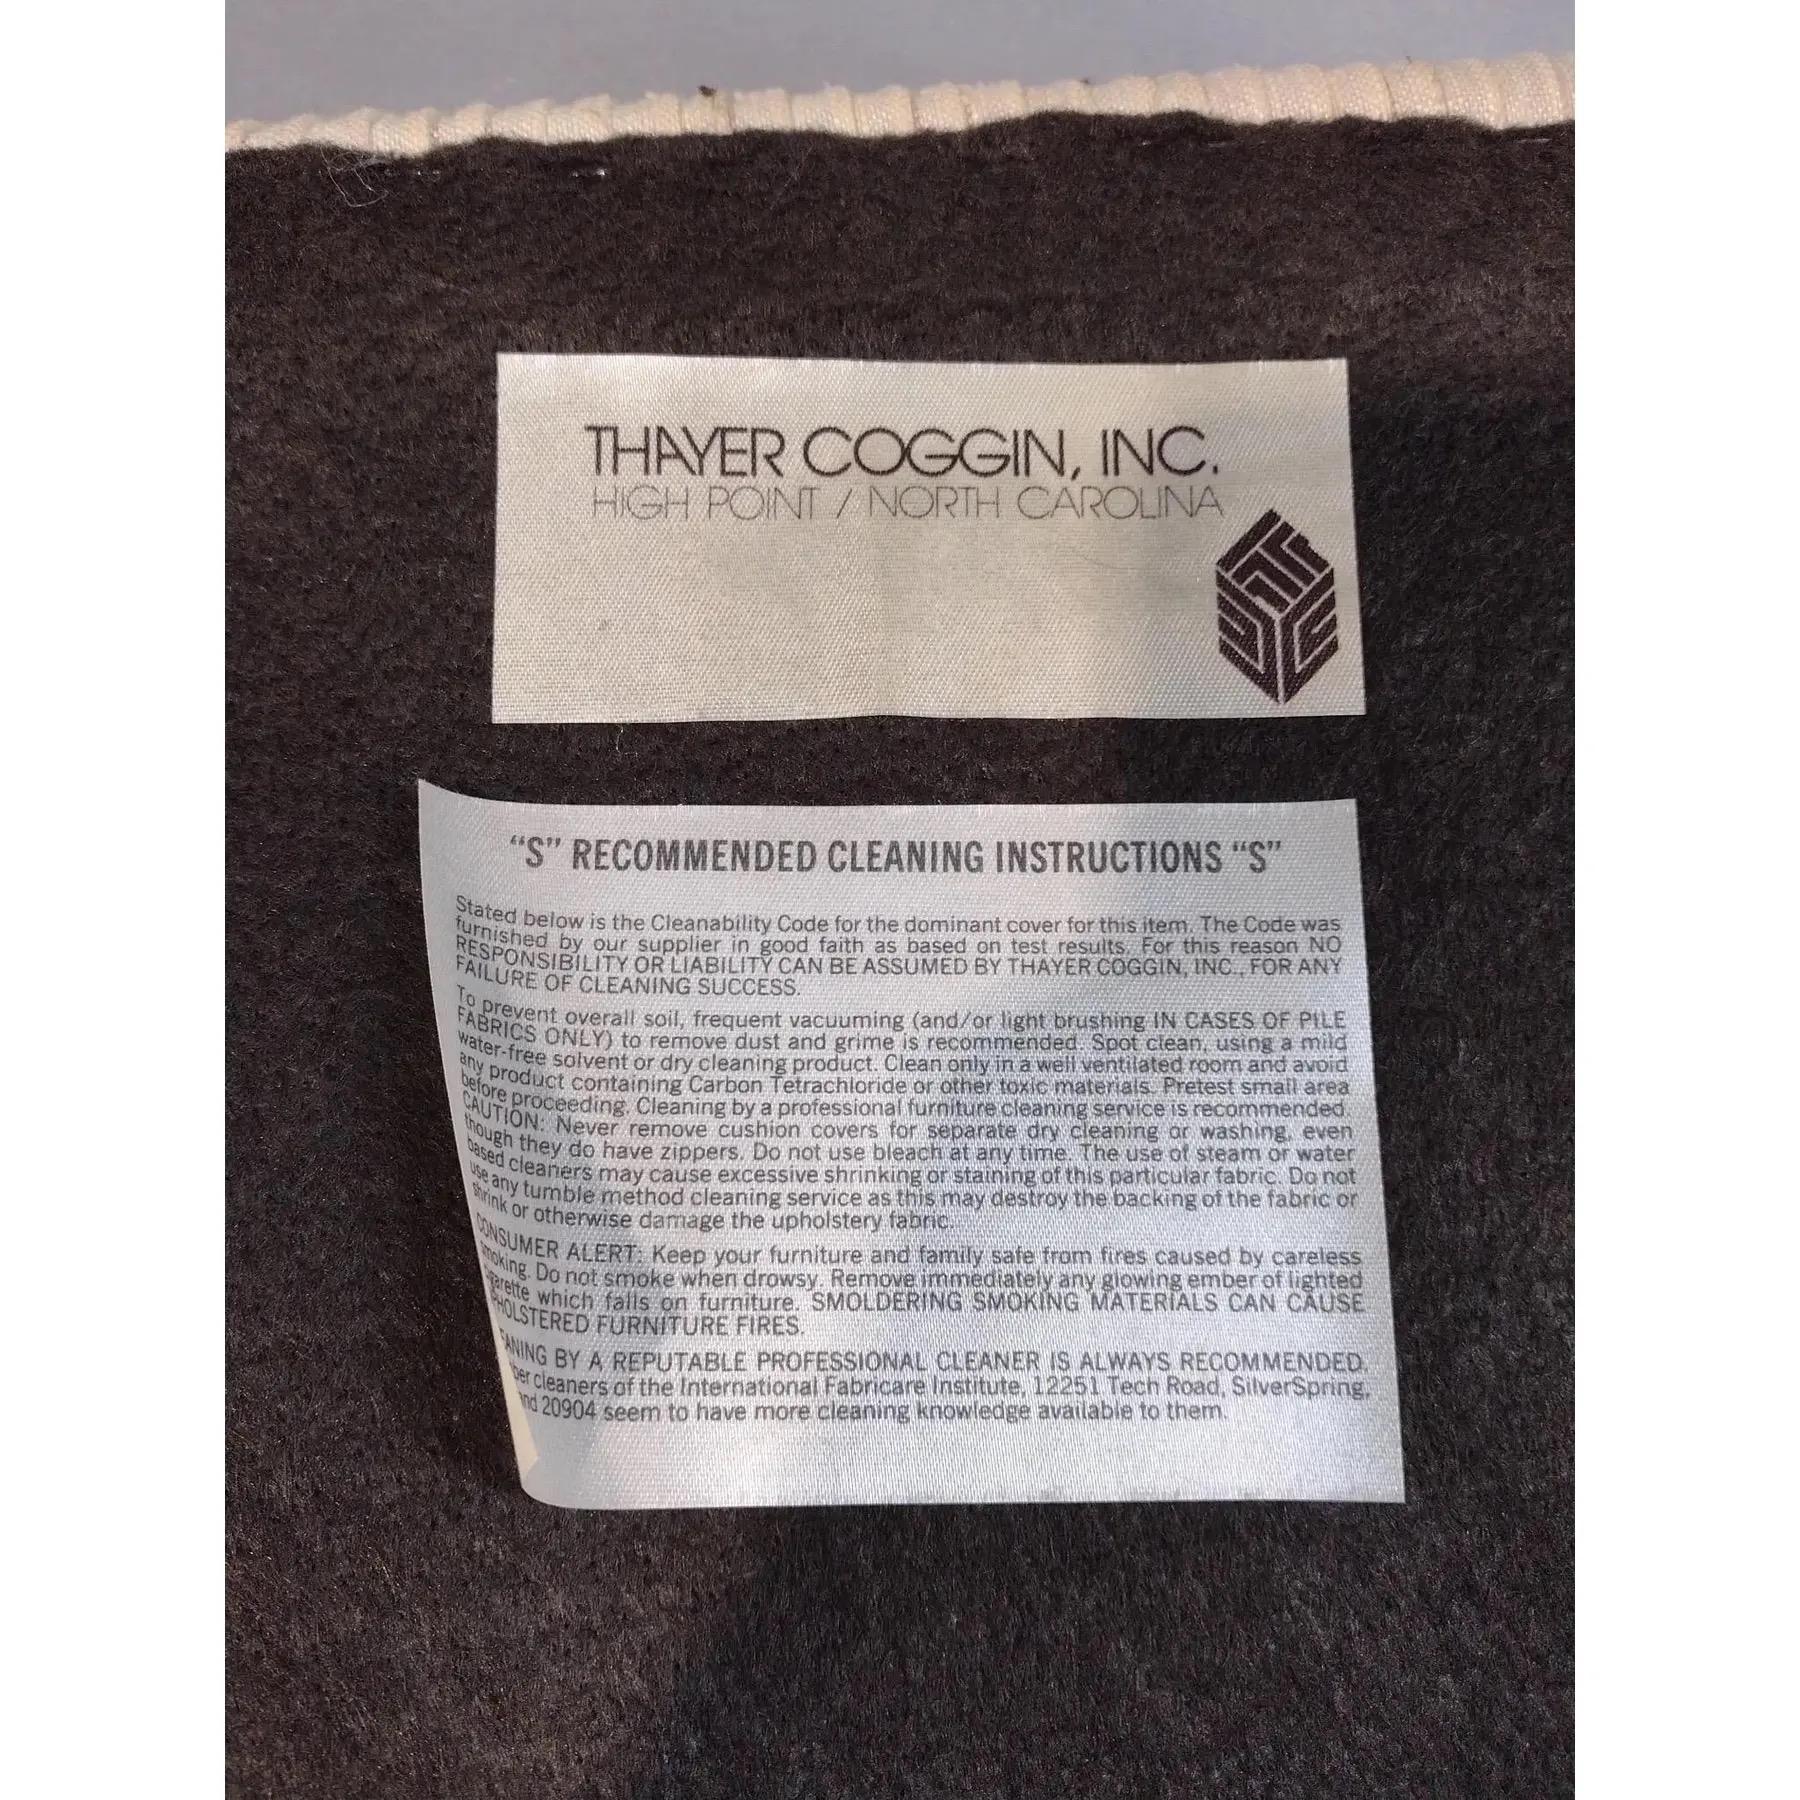 THAYER COGGIN, INC.
HIGH POINT / NORTH CAROLINA
“S” RECOMMENDED CLEANING INSTRUCTIONS “S”
Stated below is the Cleanability Code for the dominant cover for this item. The Code was
furnished by our supplier in good faith as based on test results. For this reason NO
RESPONSIBILITY OR LIABILITY CAN BE ASSUMED BY THAYER COGGIN, INC., FOR ANY
FAILURE OF CLEANING SUCCESS.
To prevent overall soil, frequent vacuuming (and/or light brushing IN CASES OF PILE
FABRICS ONLY) to remove dust and grime is recommended. Spot clean, using a mild
water-free solvent or dry cleaning product. Clean only in a well ventilated room and avoid
any product containing Carbon Tetrachloride or other toxic materials. Pretest small area
before proceeding. Cleaning by a professional furniture cleaning service is recommended.
CAUTION: Never remove cushion covers for separate dry cleaning or washing, even
though they do have zippers. Do not use bleach at any time. The use of steam or water
based cleaners may cause excessive shrinking or staining of this particular fabric. Do not
use any tumble method cleaning service as this may destroy the backing of the fabric or
shrink or otherwise damage the upholstery fabric.
CONSUMER ALERT: Keep your furniture and family safe from fires caused by careless
smoking. Do not smoke when drowsy. Remove immediately any glowing ember of lighted
garette which falls on furniture. SMOLDERING SMOKING MATERIALS CAN CAUSE
HOLSTERED FURNITURE FIRES.
ANING BY A REPUTABLE PROFESSIONAL CLEANER IS ALWAYS RECOMMENDED.
ber cleaners of the International Fabricare Institute, 12251 Tech Road, SilverSpring,
nd 20904 seem to have more cleaning knowledge available to them.